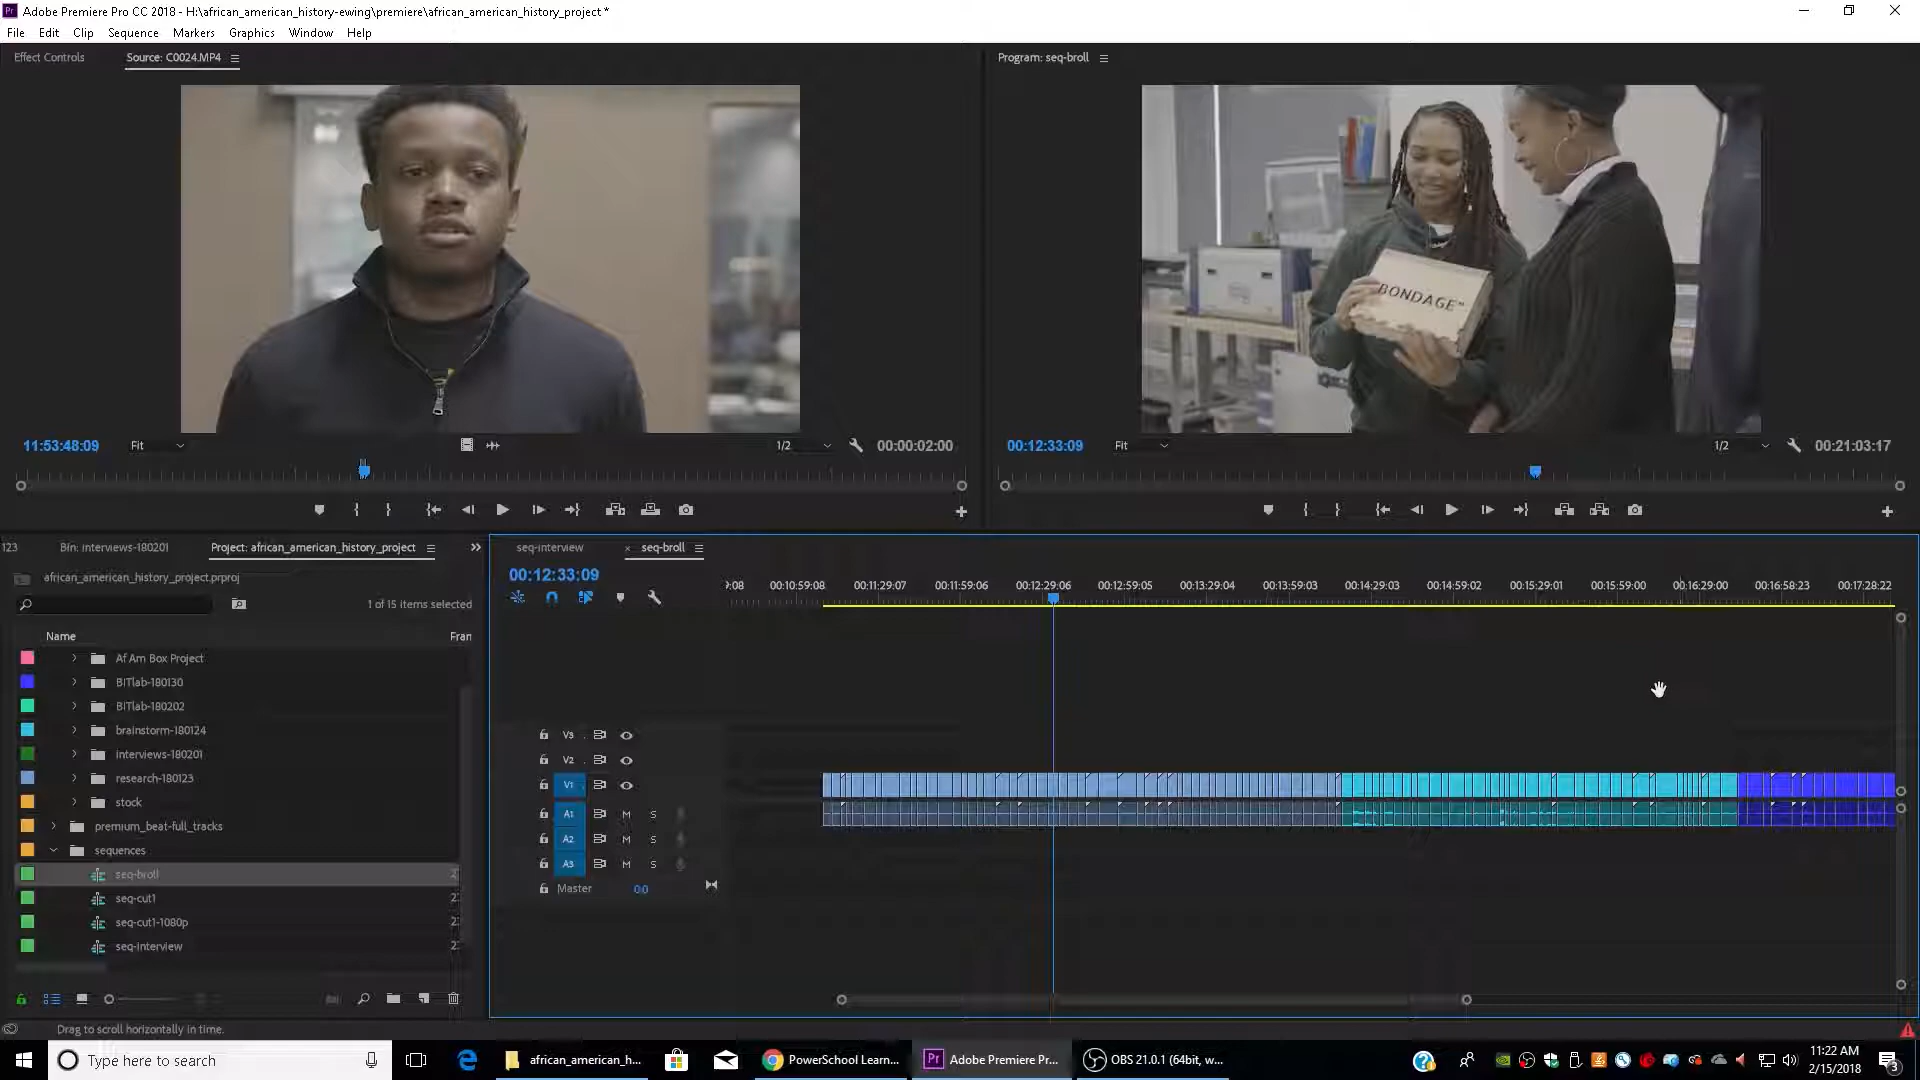 Adobe Premiere Pro CC 2018 - H:\african_american_history-ewing\premiere\african_american_history_project *
File Edit Clip Sequence Markers Graphics Window Help
Effect Controls Source: C0024.MP4 Program: seq-broll
"BONDAGE"
11:53:48:09 Fit 1/2 00:00:02:00 00:12:33:09 Fit 1/2 00:21:03:17
123 Bin: interviews-180201 Project: african_american_history_project seq-interview × seq-broll
african_american_history_project.prproj
00:12:33:09
:08 00:10:59:08 00:11:29:07 00:11:59:06 00:12:29:06 00:12:59:05 00:13:29:04 00:13:59:03 00:14:29:03 00:14:59:02 00:15:29:01 00:15:59:00 00:16:29:00 00:16:58:23 00:17:28:22
1 of 15 items selected
Name Fran
Af Am Box Project
BITlab-180130
BITlab-180202
brainstorm-180124
interviews-180201
research-180123
stock
premium_beat-full_tracks
sequences
seq-broll 2
seq-cut1 2
seq-cut1-1080p 2
seq-interview 2
V3
V2
V1
A1 M S
A2 M S
A3 M S
Master 0.0
Drag to scroll horizontally in time.
Type here to search
african_american_h...
PowerSchool Learn...
Pr Adobe Premiere Pr...
OBS 21.0.1 (64bit, w...
11:22 AM
2/15/2018
3